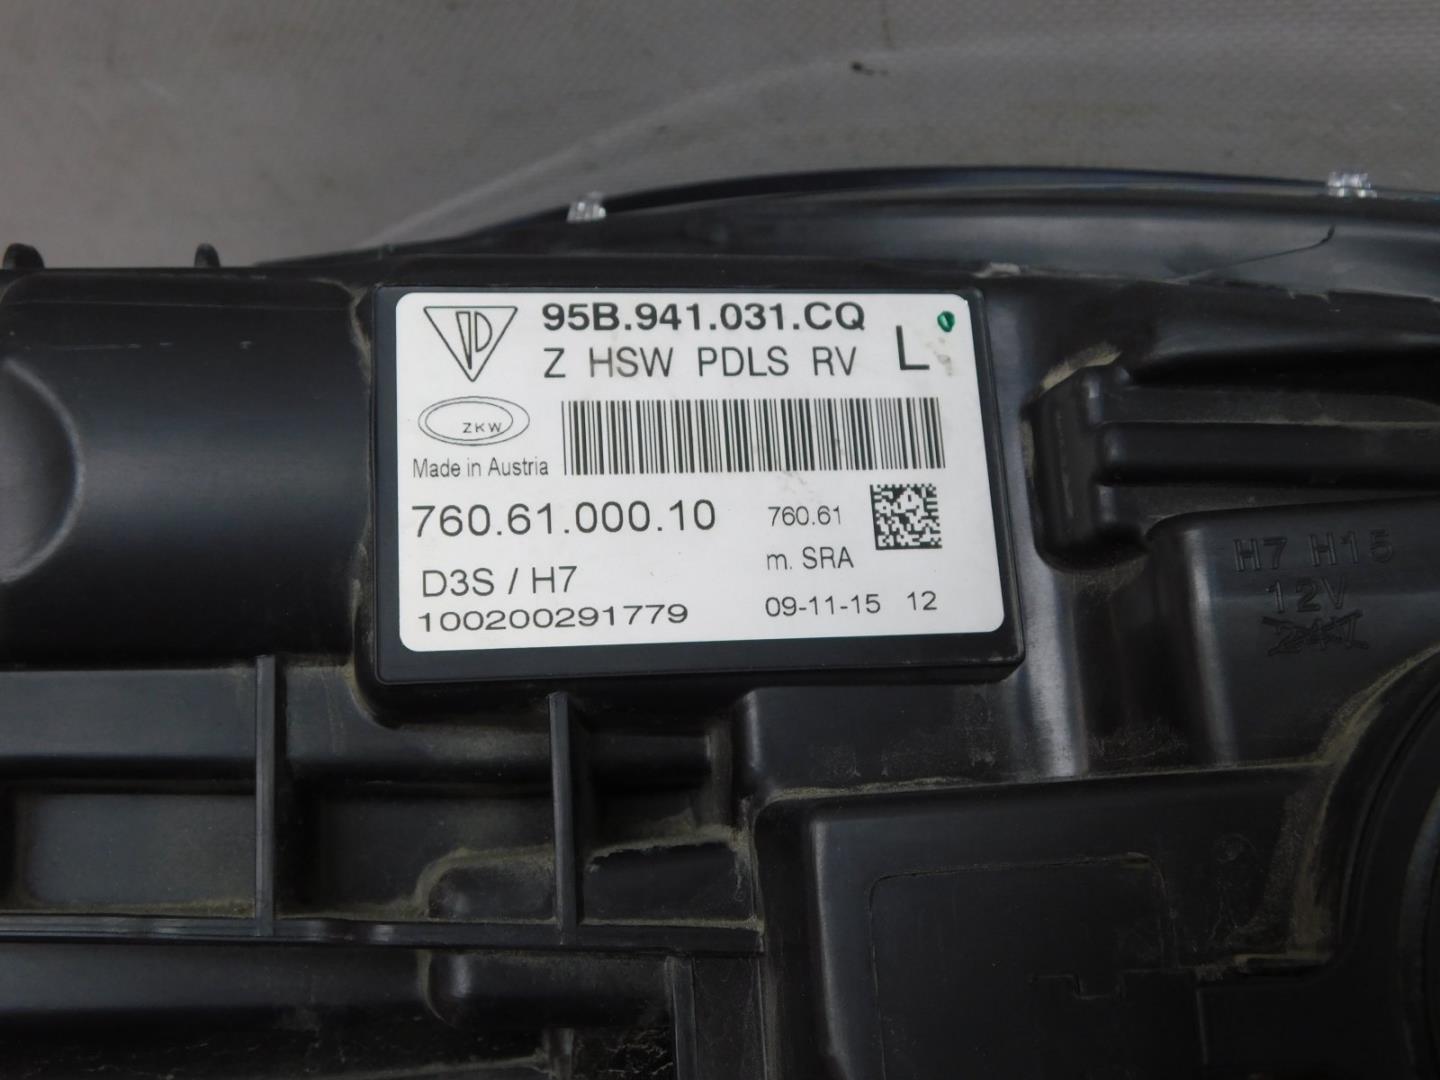 95B.941.031.CQ
Z HSW PDLS RV L
ZKW
Made in Austria
760.61.000.10 760.61
m. SRA
D3S / H7
100200291779 09-11-15 12
H7 H15
12V